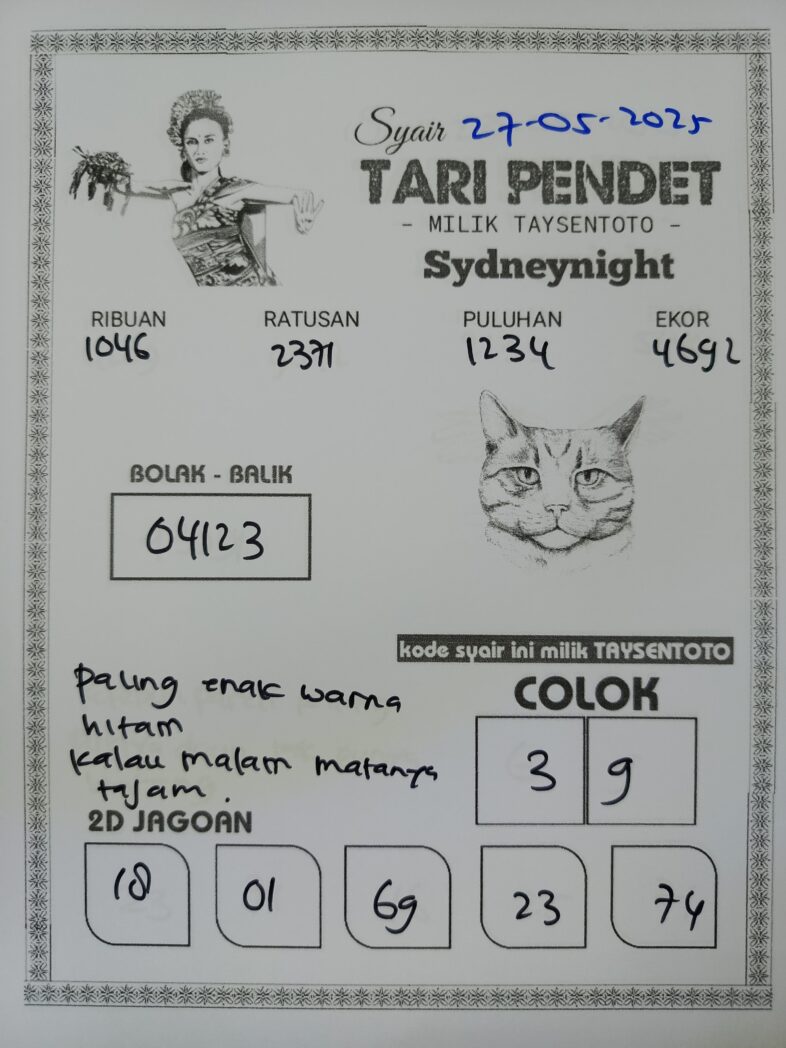 Syair 27-05-2025
TARI PENDET
- MILIK TAYSENTOTO -
Sydneynight
RIBUAN RATUSAN PULUHAN EKOR
1046 2371 1234 4692
BOLAK - BALIK
04123
kode syair ini milik TAYSENTOTO
paling enak warna
hitam
kalau malam matanya
tajam.
COLOK
3 9
2D JAGOAN
10 01 69 23 74